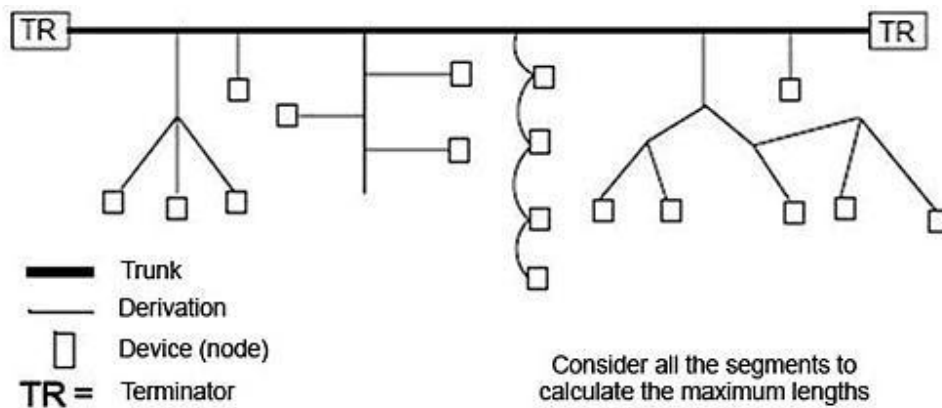 TR
TR
Trunk
Derivation
Device (node)
TR = Terminator
Consider all the segments to
calculate the maximum lengths